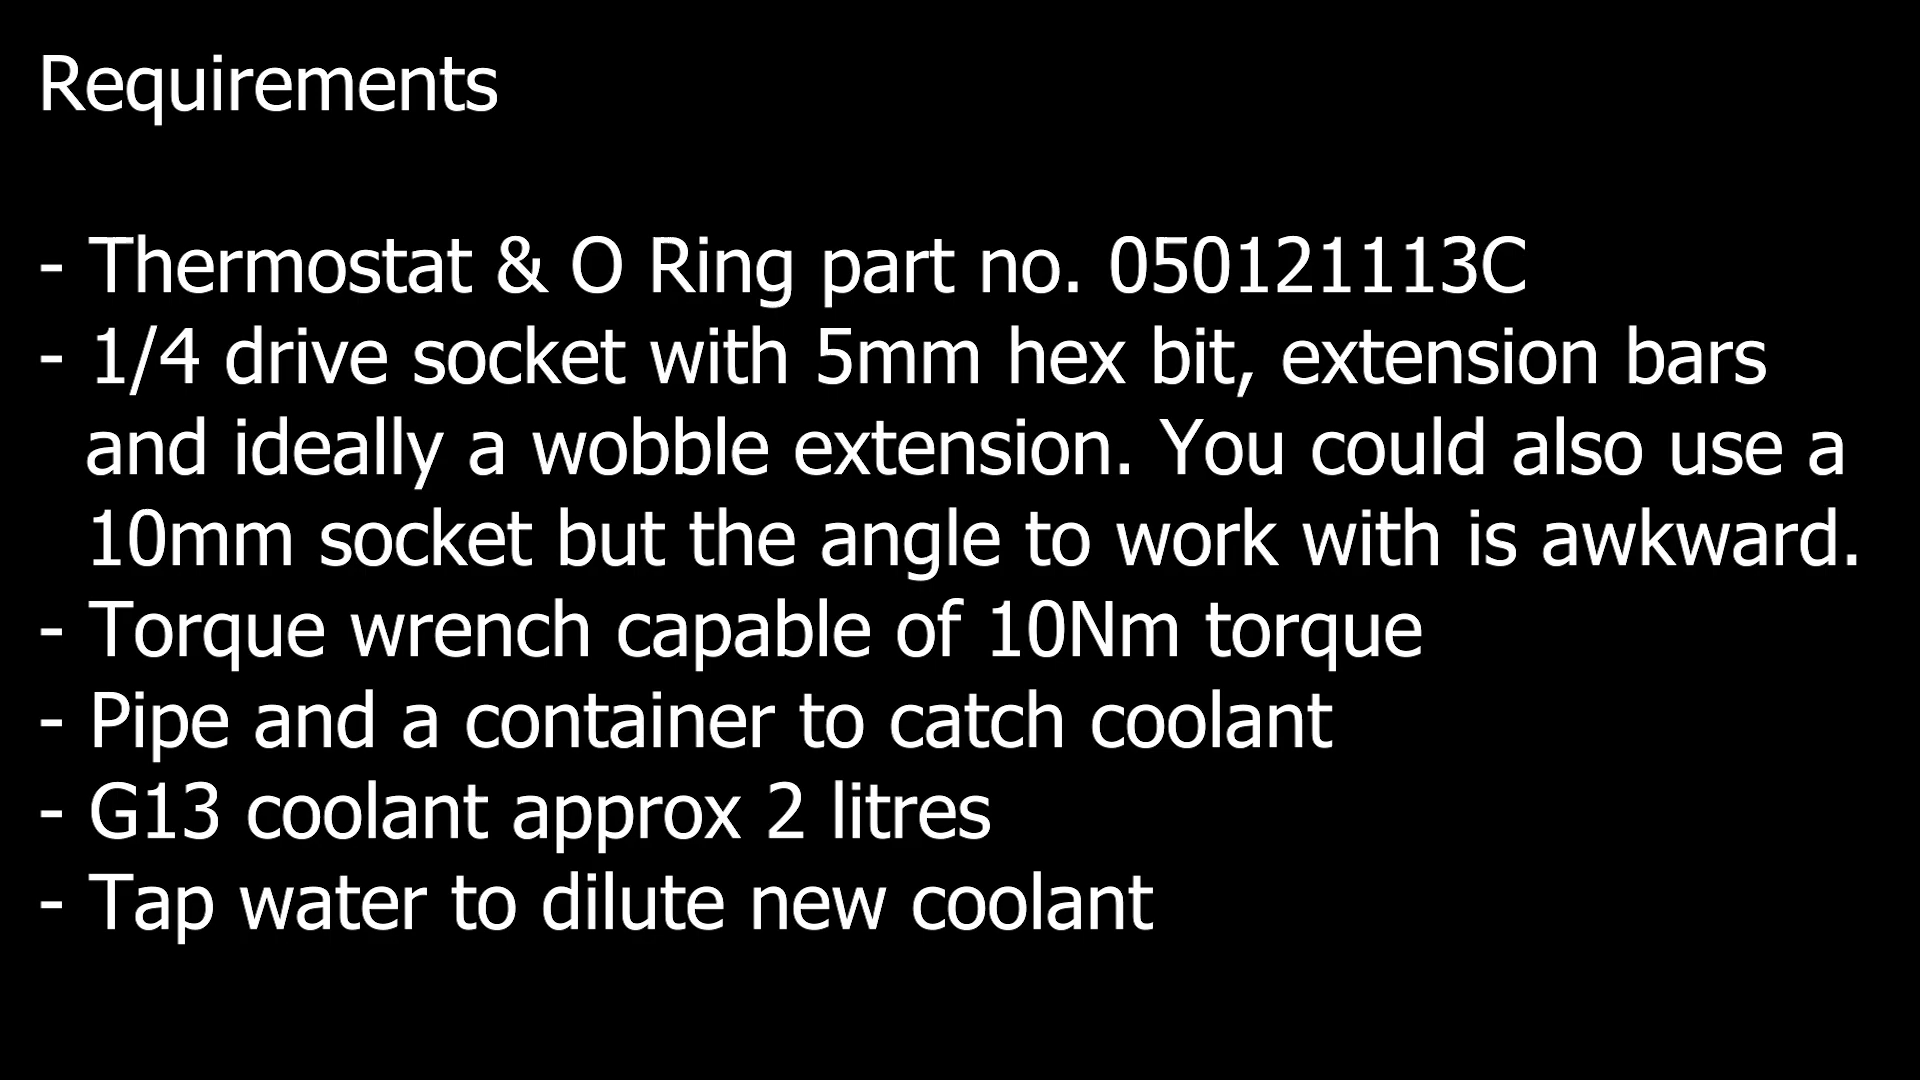 Requirements
- Thermostat & O Ring part no. 050121113C
- 1/4 drive socket with 5mm hex bit, extension bars
and ideally a wobble extension. You could also use a
10mm socket but the angle to work with is awkward.
- Torque wrench capable of 10Nm torque
- Pipe and a container to catch coolant
- G13 coolant approx 2 litres
- Tap water to dilute new coolant